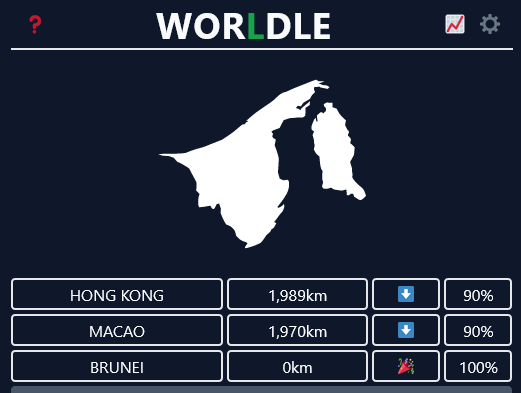 ?
WORLDLE
HONG KONG 1,989km ⬇️ 90%
MACAO 1,970km ⬇️ 90%
BRUNEI 0km 🎉 100%